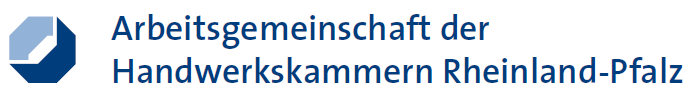 Arbeitsgemeinschaft der
Handwerkskammern Rheinland-Pfalz